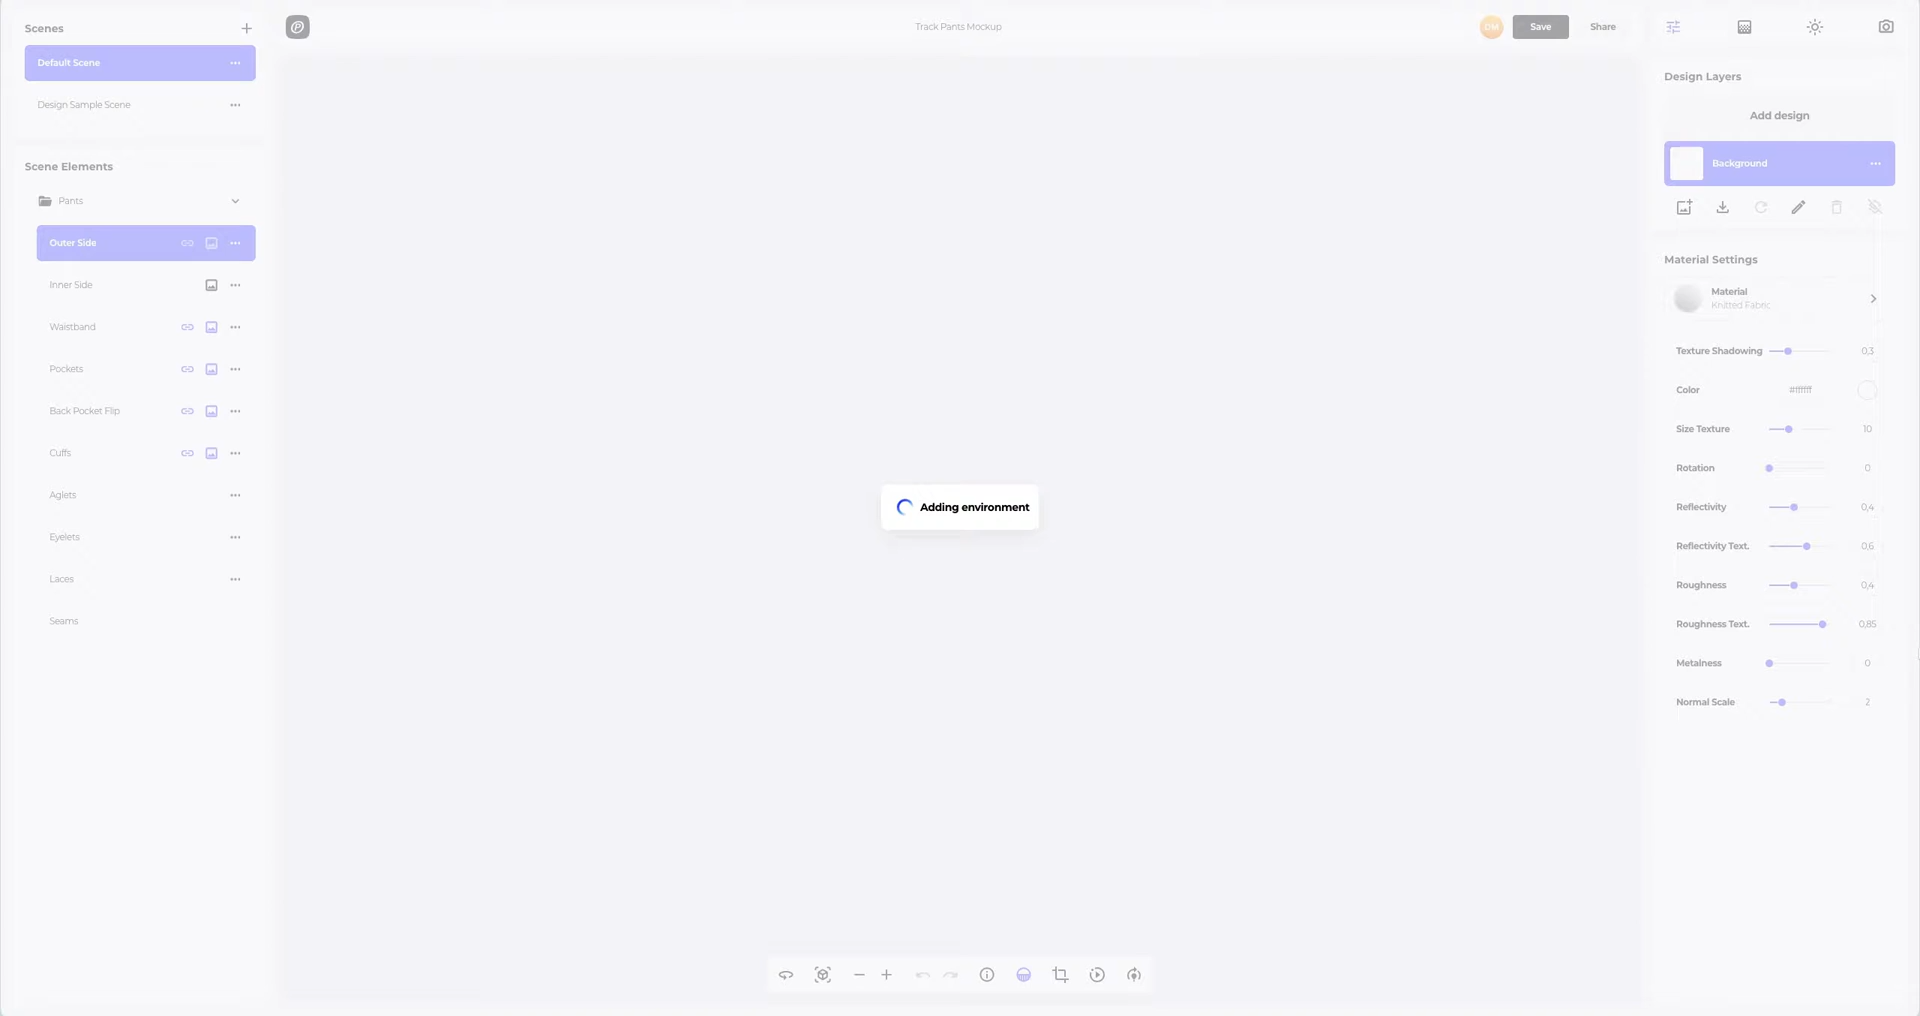 Scenes
Default Scene
Design Sample Scene
Scene Elements
Pants
Outer Side
Inner Side
Waistband
Pockets
Back Pocket Flip
Cuffs
Aglets
Eyelets
Laces
Seams
Track Pants Mockup
DM
Save
Share
Adding environment
Design Layers
Add design
Background
Material Settings
Material
Knitted Fabric
Texture Shadowing 0,3
Color #ffffff
Size Texture 10
Rotation 0
Reflectivity 0,4
Reflectivity Text. 0,6
Roughness 0,4
Roughness Text. 0,85
Metalness 0
Normal Scale 2